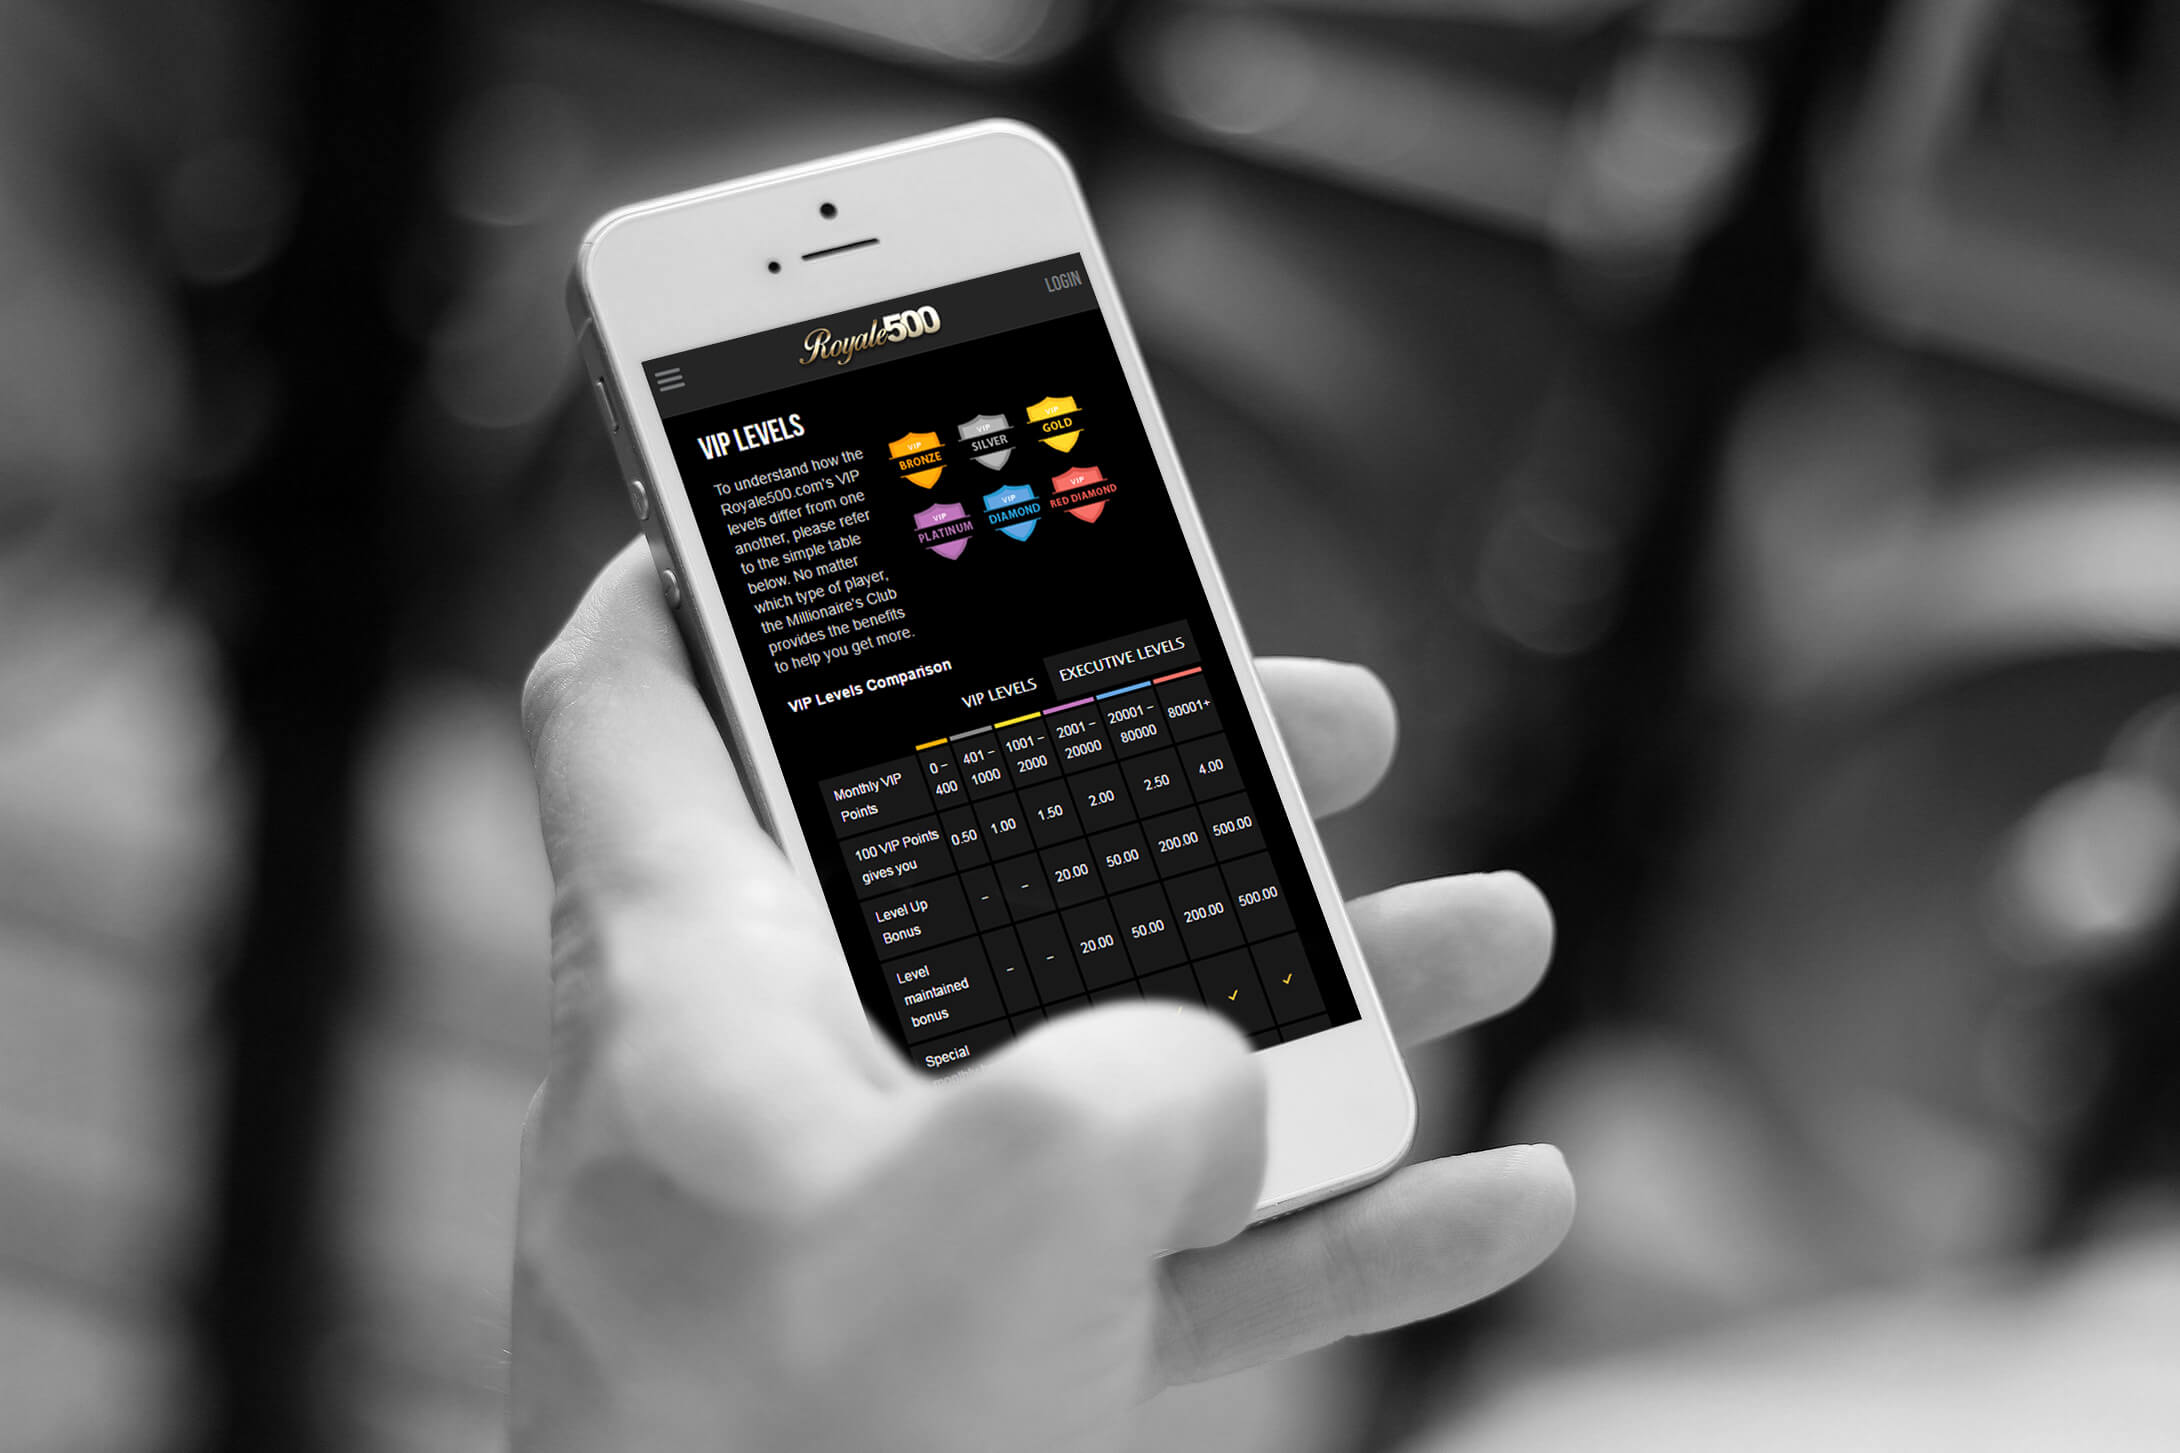 LOGIN
Royale500
VIP LEVELS
To understand how the
Royale500.com's VIP
levels differ from one
another, please refer
to the simple table
below. No matter
which type of player,
the Millionaire's Club
provides the benefits
to help you get more.
VIP BRONZE
VIP SILVER
VIP GOLD
VIP PLATINUM
VIP DIAMOND
VIP RED DIAMOND
VIP Levels Comparison
VIP LEVELS EXECUTIVE LEVELS
Monthly VIP Points 0 – 400 401 – 1000 1001 – 2000 2001 – 20000 20001 – 80000 80001+
100 VIP Points gives you 0.50 1.00 1.50 2.00 2.50 4.00
Level Up Bonus – – 20.00 50.00 200.00 500.00
Level maintained bonus – – 20.00 50.00 200.00 500.00
Special ✓ ✓ ✓